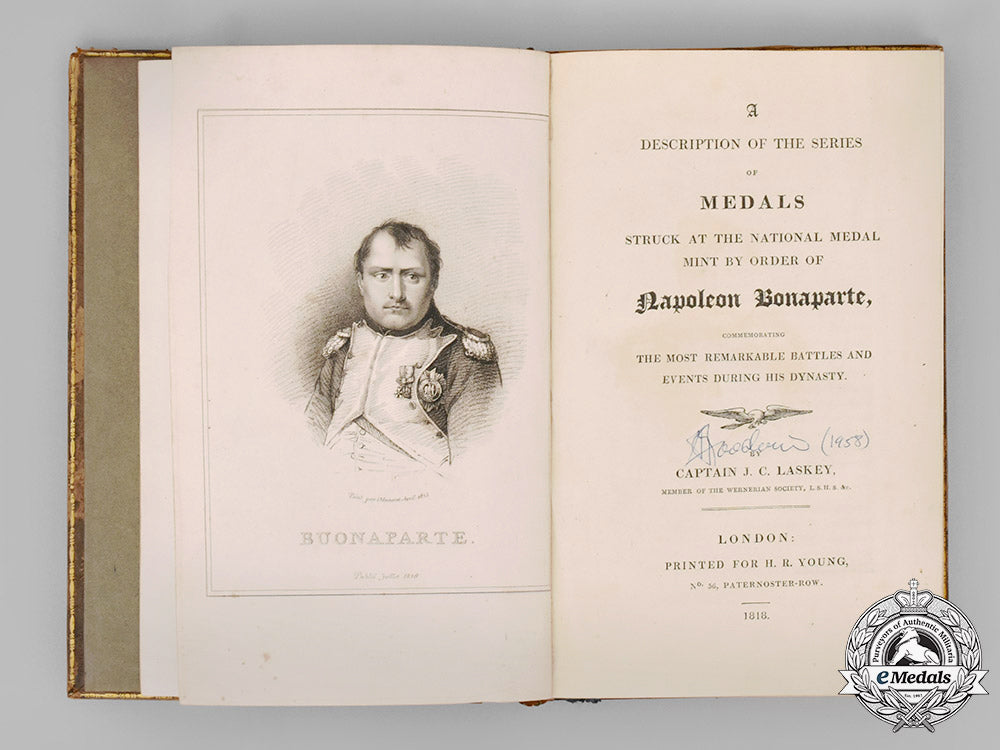 BUONAPARTE.
A
DESCRIPTION OF THE SERIES
OF
MEDALS
STRUCK AT THE NATIONAL MEDAL
MINT BY ORDER OF
Napoleon Bonaparte,
COMMEMORATING
THE MOST REMARKABLE BATTLES AND
EVENTS DURING HIS DYNASTY.
(1958)
BY
CAPTAIN J. C. LASKEY,
MEMBER OF THE WERNERIAN SOCIETY, L.S.H.S. &c.
LONDON:
PRINTED FOR H. R. YOUNG,
No. 56, PATERNOSTER-ROW.
1818.
Purveyors of Authentic Militaria
eMedals